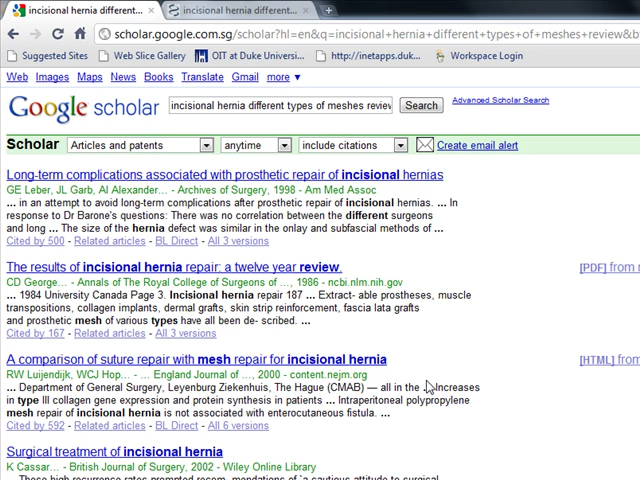 incisional hernia different...
incisional hernia different...
scholar.google.com.sg/scholar?hl=en&q=incisional+hernia+different+types+of+meshes+review&b
Suggested Sites Web Slice Gallery OIT at Duke Universi... http://inetapps.duk... Workspace Login
Web Images Maps News Books Translate Gmail more ▼
Google scholar incisional hernia different types of meshes review Search Advanced Scholar Search
Scholar Articles and patents anytime include citations Create email alert
Long-term complications associated with prosthetic repair of incisional hernias
GE Leber, JL Garb, AI Alexander... - Archives of Surgery, 1998 - Am Med Assoc
... in an attempt to avoid long-term complications after prosthetic repair of incisional hernias. ... In
response to Dr Barone's questions: There was no correlation between the different surgeons
and long ... The size of the hernia defect was similar in the onlay and subfascial methods of ...
Cited by 500 - Related articles - BL Direct - All 3 versions
The results of incisional hernia repair: a twelve year review. [PDF] from
CD George... - Annals of The Royal College of Surgeons of ..., 1986 - ncbi.nlm.nih.gov
... 1984 University Canada Page 3. Incisional hernia repair 187 ... Extract- able prostheses, muscle
transpositions, collagen implants, dermal grafts, skin strip reinforcement, fascia lata grafts
and prosthetic mesh of various types have all been de- scribed. ...
Cited by 167 - Related articles - All 3 versions
A comparison of suture repair with mesh repair for incisional hernia [HTML] from
RW Luijendijk, WCJ Hop... - ... England Journal of ..., 2000 - content.nejm.org
... Department of General Surgery, Leyenburg Ziekenhuis, The Hague (CMAB) — all in the ... Increases
in type III collagen gene expression and protein synthesis in patients ... Intraperitoneal polypropylene
mesh repair of incisional hernia is not associated with enterocutaneous fistula. ...
Cited by 592 - Related articles - BL Direct - All 6 versions
Surgical treatment of incisional hernia
K Cassar... - British Journal of Surgery, 2002 - Wiley Online Library
These high recurrence rates prompted recom- mendations of `a cautious attitude to surgical